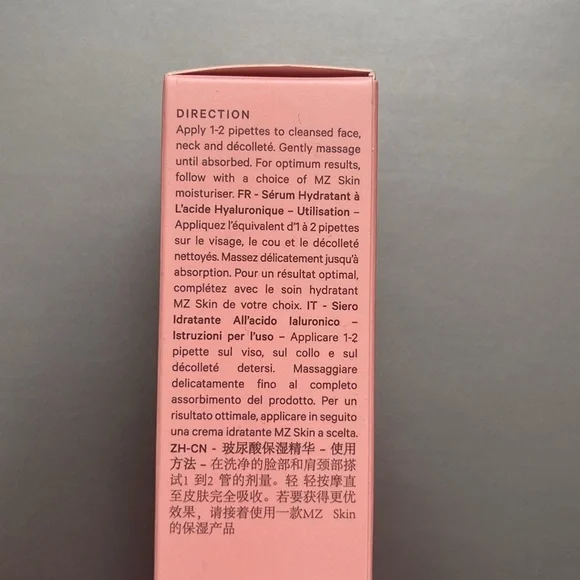 DIRECTION
Apply 1-2 pipettes to cleansed face,
neck and décolleté. Gently massage
until absorbed. For optimum results,
follow with a choice of MZ Skin
moisturiser. FR - Sérum Hydratant à
L'acide Hyaluronique – Utilisation –
Appliquez l'équivalent d'1 à 2 pipettes
sur le visage, le cou et le décolleté
nettoyés. Massez délicatement jusqu'à
absorption. Pour un résultat optimal,
complétez avec le soin hydratant
MZ Skin de votre choix. IT - Siero
Idratante All'acido Ialuronico –
Istruzioni per l'uso – Applicare 1-2
pipette sul viso, sul collo e sul
décolleté detersi. Massaggiare
delicatamente fino al completo
assorbimento del prodotto. Per un
risultato ottimale, applicare in seguito
una crema idratante MZ Skin a scelta.
ZH-CN - 玻尿酸保湿精华 - 使用
方法 – 在洗净的脸部和肩颈部搽
试1 到2 管的剂量。轻 轻按摩直
至皮肤完全吸收。若要获得更优
效果，请接着使用一款MZ Skin
的保湿产品